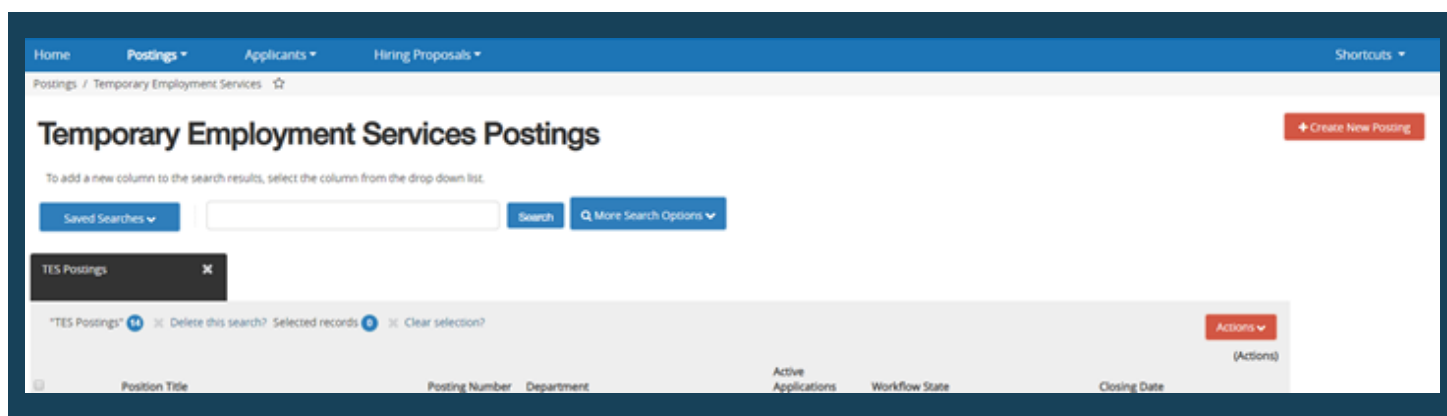 Home Postings Applicants Hiring Proposals Shortcuts
Postings / Temporary Employment Services
Temporary Employment Services Postings
+ Create New Posting
To add a new column to the search results, select the column from the drop down list.
Saved Searches Search More Search Options
TES Postings
"TES Postings" 14 Delete this search? Selected records 0 Clear selection?
Actions
(Actions)
Position Title Posting Number Department Active Applications Workflow State Closing Date